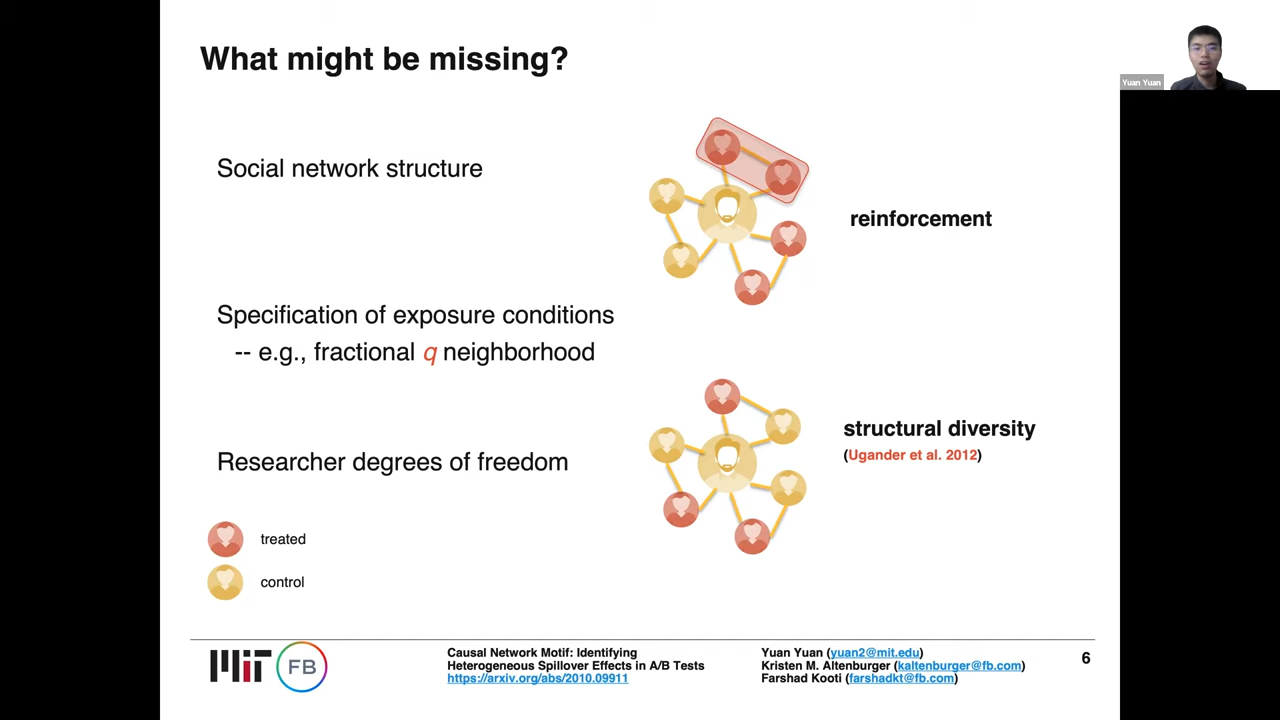 What might be missing?
Yuan Yuan
Social network structure
reinforcement
Specification of exposure conditions
-- e.g., fractional q neighborhood
structural diversity
(Ugander et al. 2012)
Researcher degrees of freedom
treated
control
MIT
FB
Causal Network Motif: Identifying
Heterogeneous Spillover Effects in A/B Tests
https://arxiv.org/abs/2010.09911
Yuan Yuan (yuan2@mit.edu)
Kristen M. Altenburger (kaltenburger@fb.com)
Farshad Kooti (farshadkt@fb.com)
6